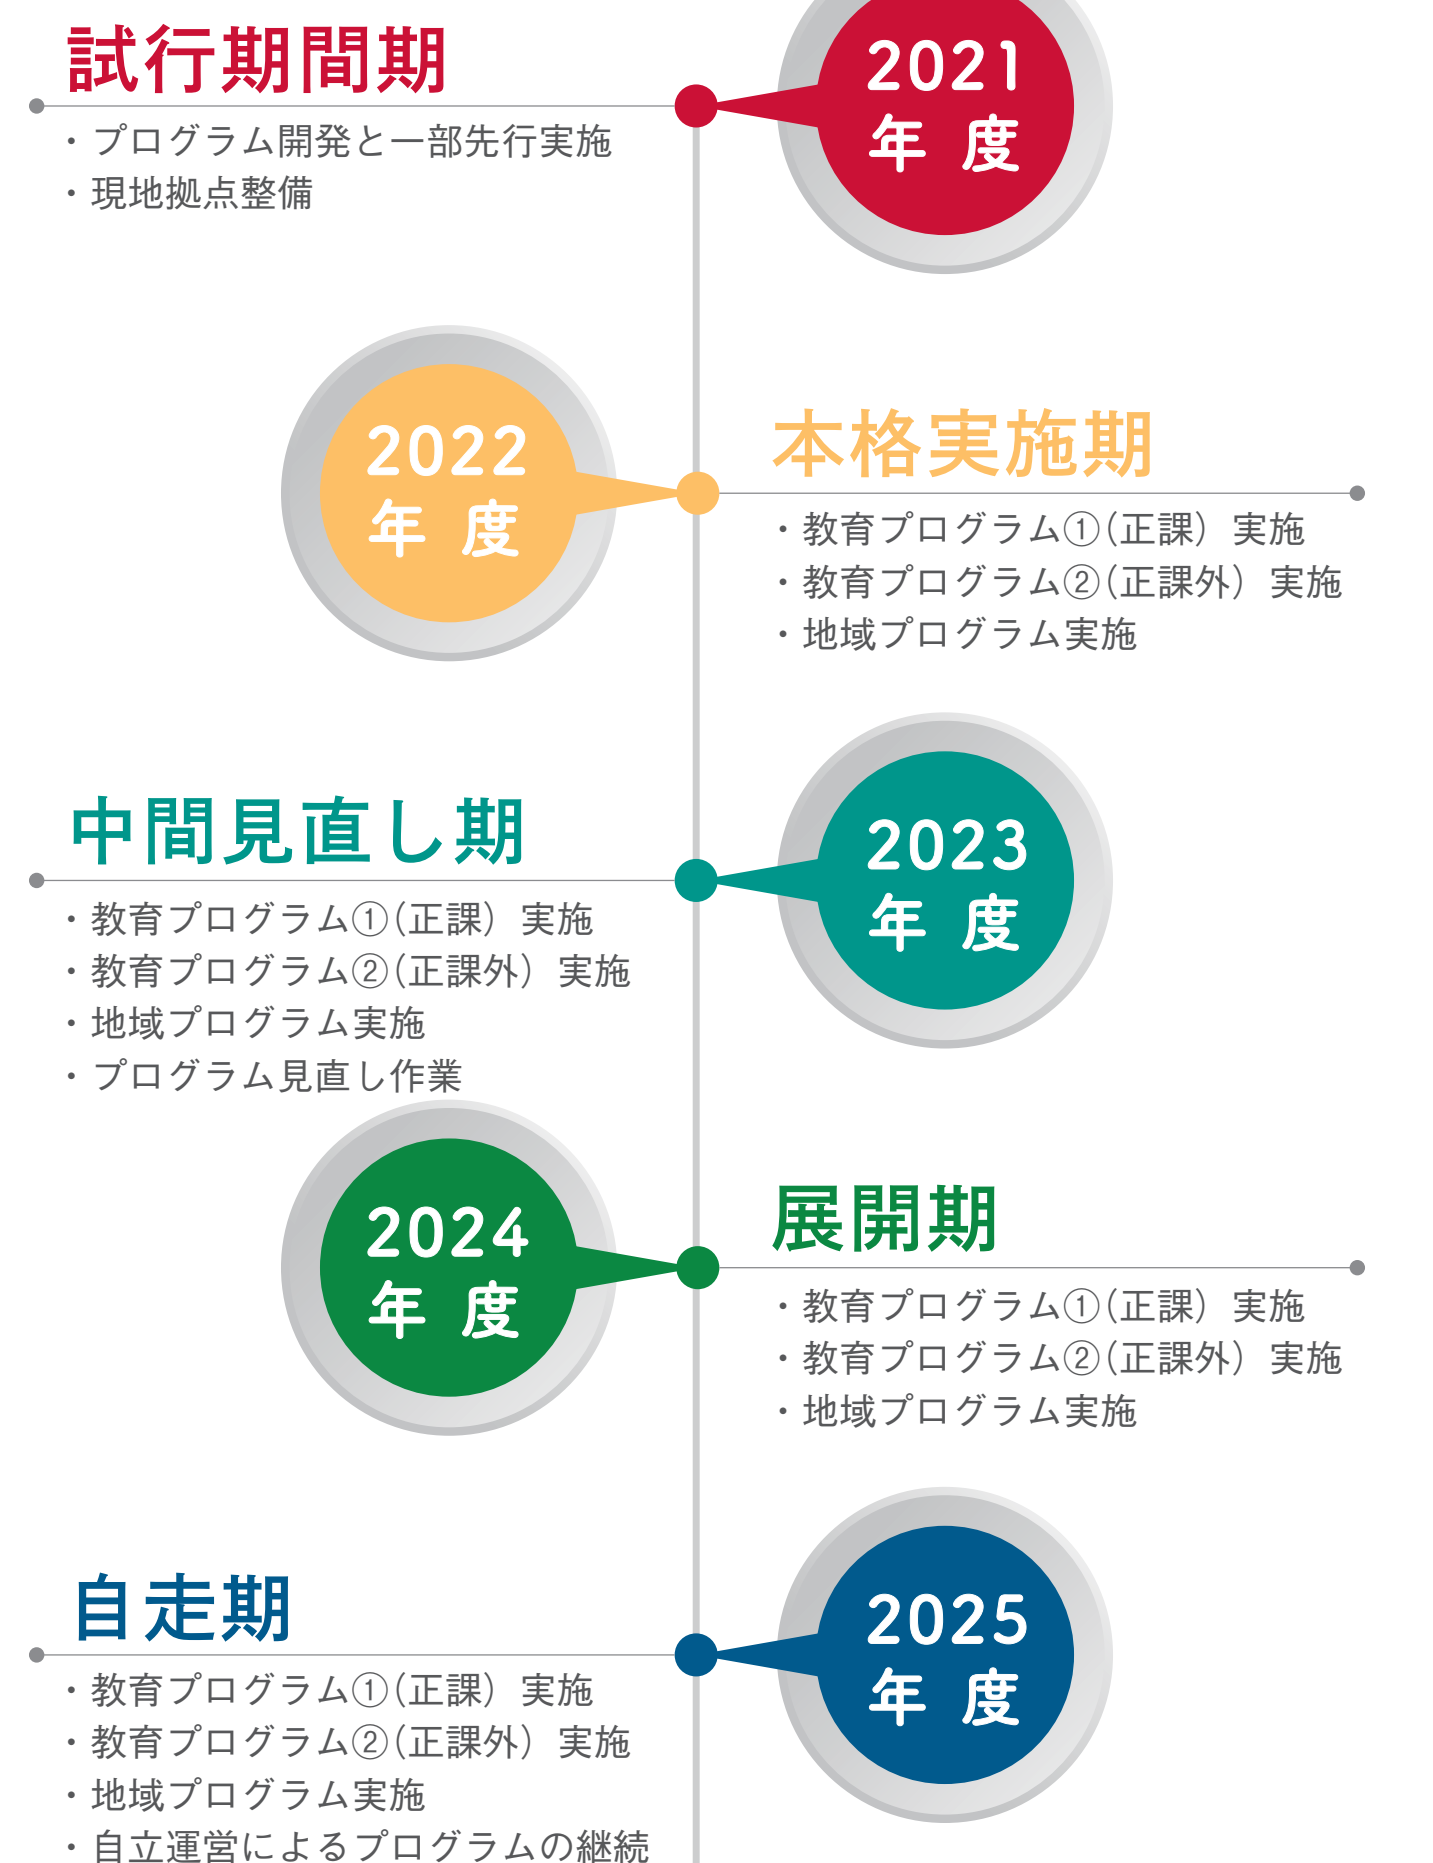 試行期間期
・プログラム開発と一部先行実施
・現地拠点整備
2021
年 度
2022
年 度
本格実施期
・教育プログラム①(正課）実施
・教育プログラム②(正課外）実施
・地域プログラム実施
中間見直し期
・教育プログラム①(正課）実施
・教育プログラム②(正課外）実施
・地域プログラム実施
・プログラム見直し作業
2023
年 度
2024
年 度
展開期
・教育プログラム①(正課）実施
・教育プログラム②(正課外）実施
・地域プログラム実施
自走期
・教育プログラム①(正課）実施
・教育プログラム②(正課外）実施
・地域プログラム実施
・自立運営によるプログラムの継続
2025
年 度